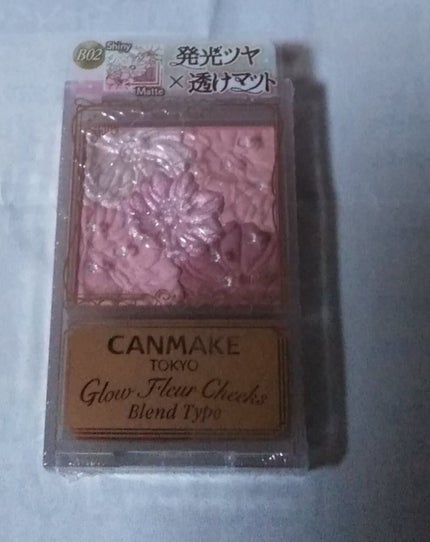 B02
Shiny
Matte
発光ツヤ
×透けマット
CANMAKE
TOKYO
Glow Fleur Cheeks
Blend Type